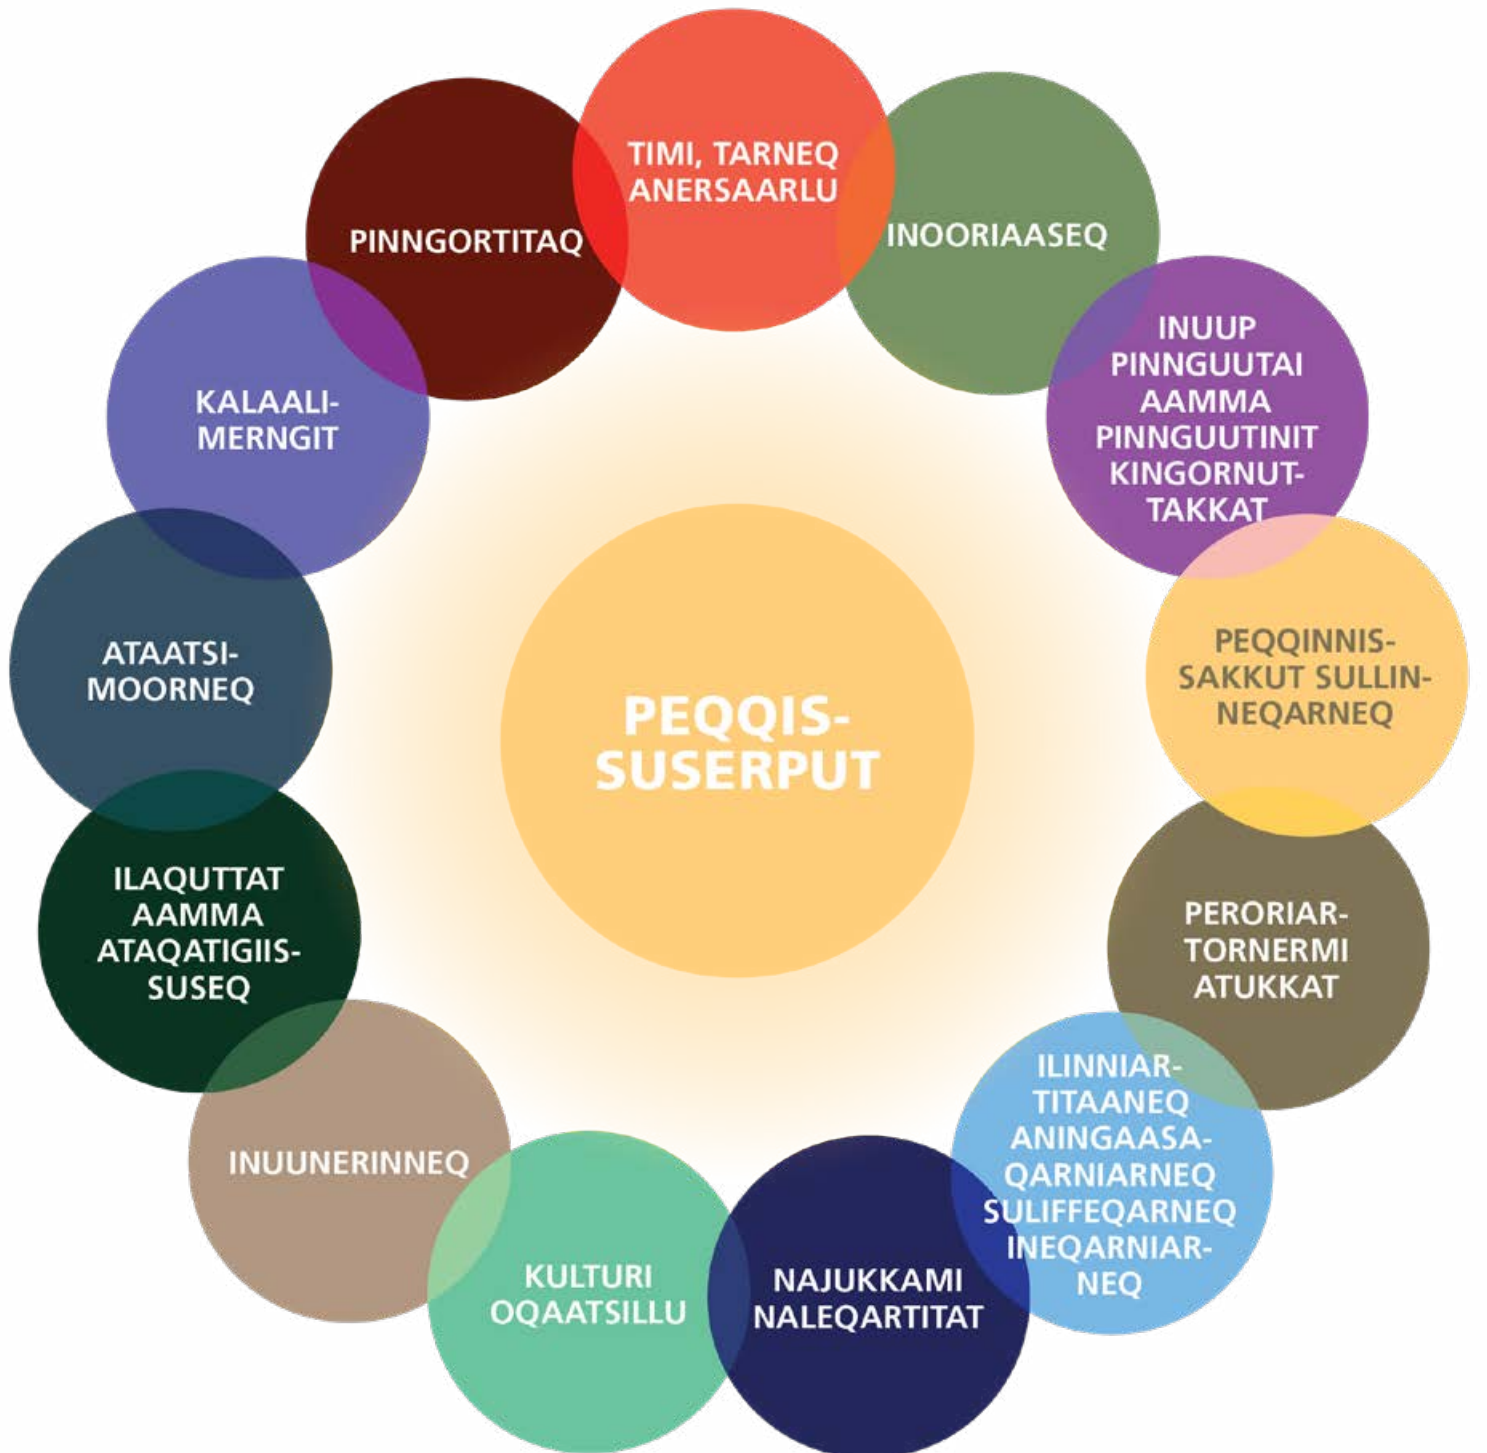 TIMI, TARNEQ
ANERSAARLU
INOORIAASEQ
INUUP
PINNGUUTAI
AAMMA
PINNGUUTINIT
KINGORNUT-
TAKKAT
PEQQINNIS-
SAKKUT SULLIN-
NEQARNEQ
PERORIAR-
TORNERMI
ATUKKAT
ILINNIAR-
TITAANEQ
ANINGAASA-
QARNIARNEQ
SULIFFEQARNEQ
INEQARNIAR-
NEQ
NAJUKKAMI
NALEQARTITAT
KULTURI
OQAATSILLU
INUUNERINNEQ
ILAQUTTAT
AAMMA
ATAQATIGIIS-
SUSEQ
ATAATSI-
MOORNEQ
KALAALI-
MERNGIT
PINNGORTITAQ
PEQQIS-
SUSERPUT